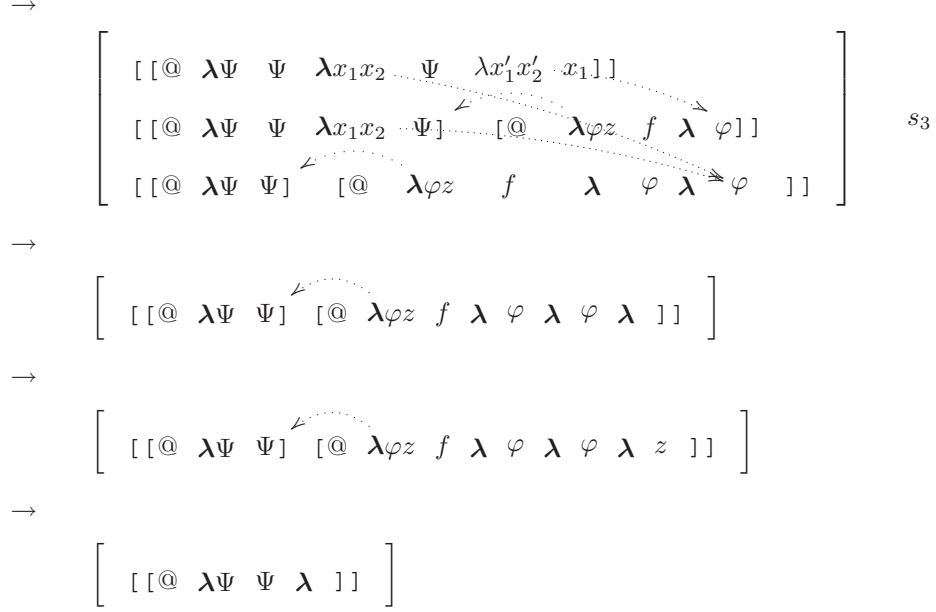 →
[[@ λΨ Ψ λx₁x₂ Ψ λx′₁x′₂ x₁]]
[[@ λΨ Ψ λx₁x₂ Ψ] [@ λφz f λ φ]] s₃
[[@ λΨ Ψ] [@ λφz f λ φ λ φ ]]
→
[[@ λΨ Ψ] [@ λφz f λ φ λ φ λ ]]
→
[[@ λΨ Ψ] [@ λφz f λ φ λ φ λ z ]]
→
[[@ λΨ Ψ λ ]]